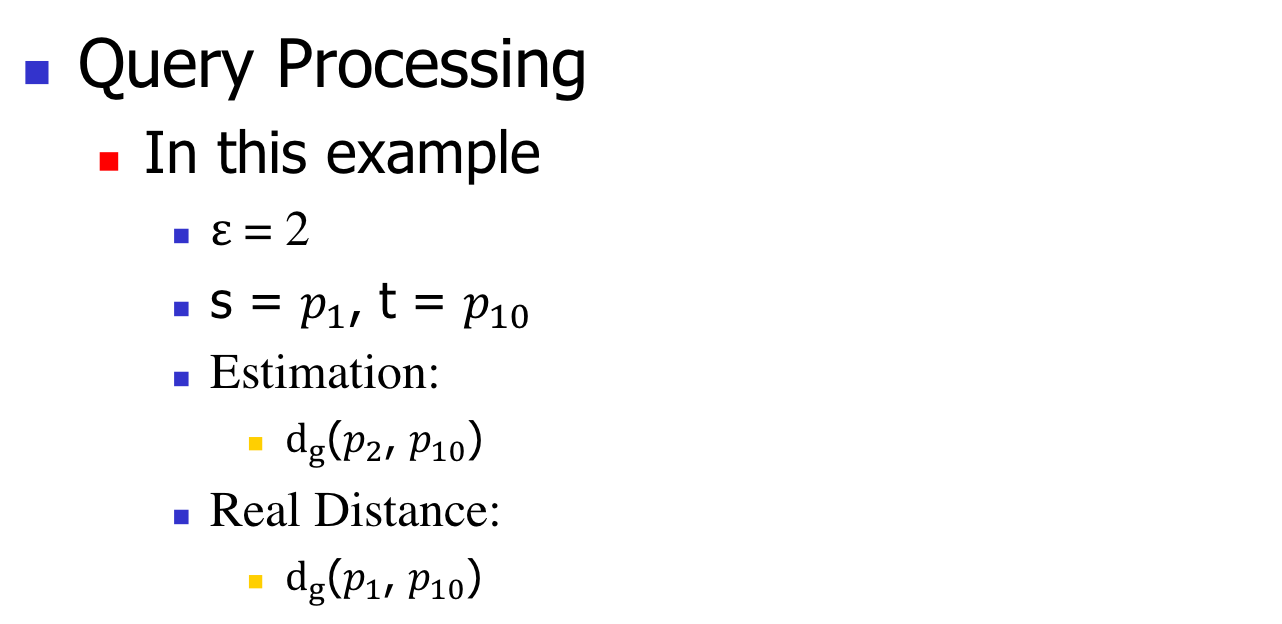 Query Processing
In this example
ε = 2
s = p₁, t = p₁₀
Estimation:
d_g(p₂, p₁₀)
Real Distance:
d_g(p₁, p₁₀)